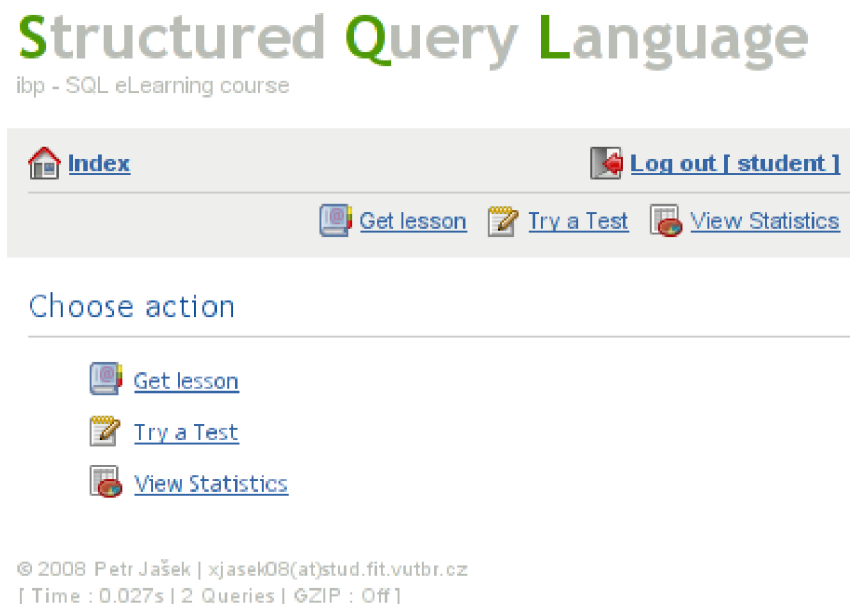 Structured Query Language
ibp - SQL eLearning course
Index
Log out [ student ]
Get lesson Try a Test View Statistics
Choose action
Get lesson
Try a Test
View Statistics
© 2008 Petr Jašek | xjasek08(at)stud.fit.vutbr.cz
[ Time : 0.027s | 2 Queries | GZIP : Off ]